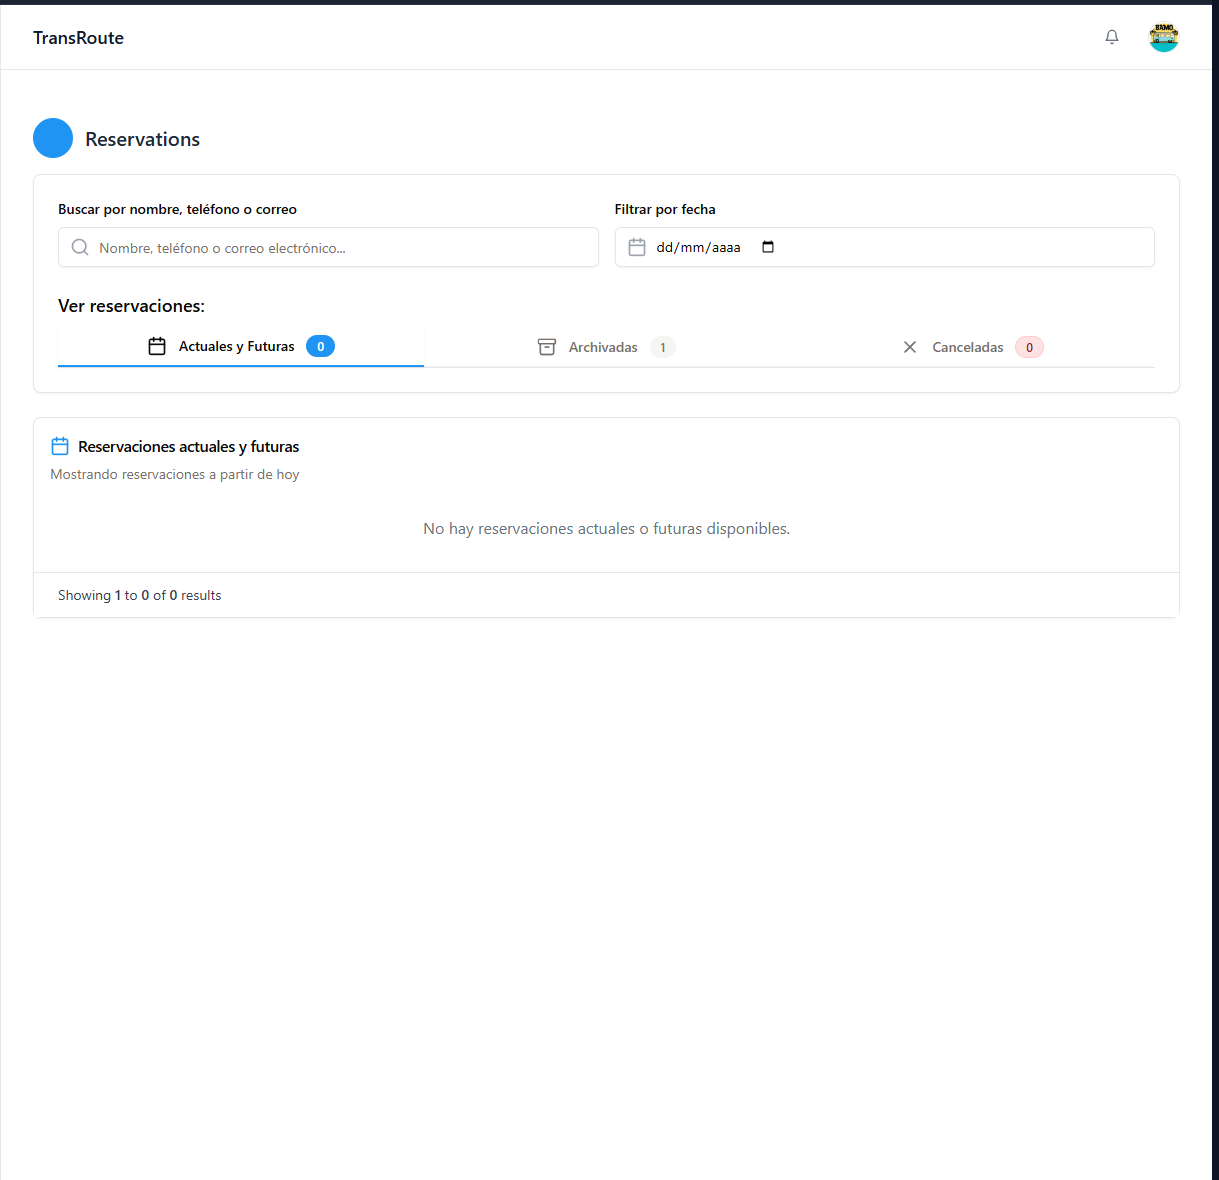 TransRoute
BAMO
Reservations
Buscar por nombre, teléfono o correo
Filtrar por fecha
Nombre, teléfono o correo electrónico...
dd/mm/aaaa
Ver reservaciones:
Actuales y Futuras 0
Archivadas 1
Canceladas 0
Reservaciones actuales y futuras
Mostrando reservaciones a partir de hoy
No hay reservaciones actuales o futuras disponibles.
Showing 1 to 0 of 0 results